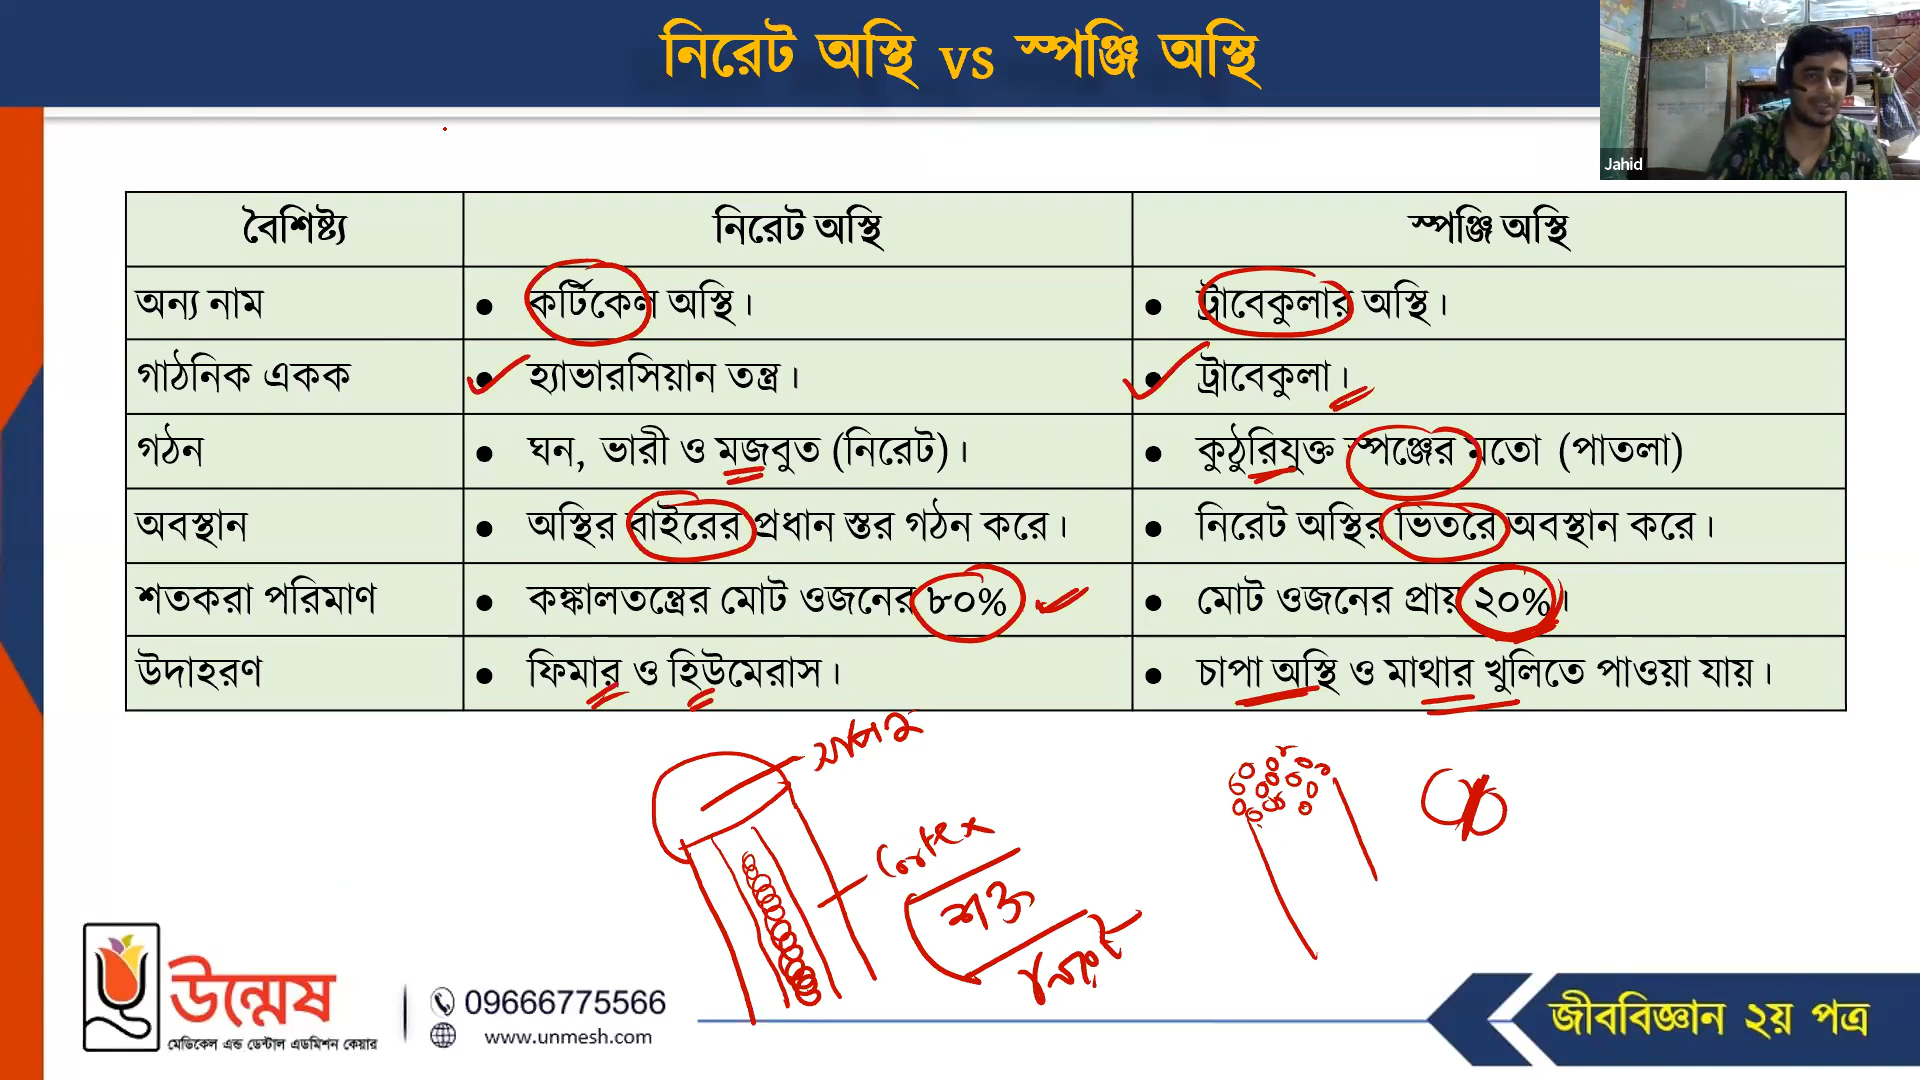 নিরেট অস্থি vs স্পঞ্জি অস্থি
Jahid
বৈশিষ্ট্য নিরেট অস্থি স্পঞ্জি অস্থি
অন্য নাম • কর্টিকেল অস্থি। • ট্রাবেকুলার অস্থি।
গাঠনিক একক • হ্যাভারসিয়ান তন্ত্র। • ট্রাবেকুলা।
গঠন • ঘন, ভারী ও মজবুত (নিরেট)। • কুঠুরিযুক্ত স্পঞ্জের মতো (পাতলা)
অবস্থান • অস্থির বাইরের প্রধান স্তর গঠন করে। • নিরেট অস্থির ভিতরে অবস্থান করে।
শতকরা পরিমাণ • কঙ্কালতন্ত্রের মোট ওজনের ৮০% • মোট ওজনের প্রায় ২০%।
উদাহরণ • ফিমার ও হিউমেরাস। • চাপা অস্থি ও মাথার খুলিতে পাওয়া যায়।
Cortex
শক্ত
উন্মেষ
মেডিকেল এন্ড ডেন্টাল এডমিশন কেয়ার
09666775566
www.unmesh.com
জীববিজ্ঞান ২য় পত্র